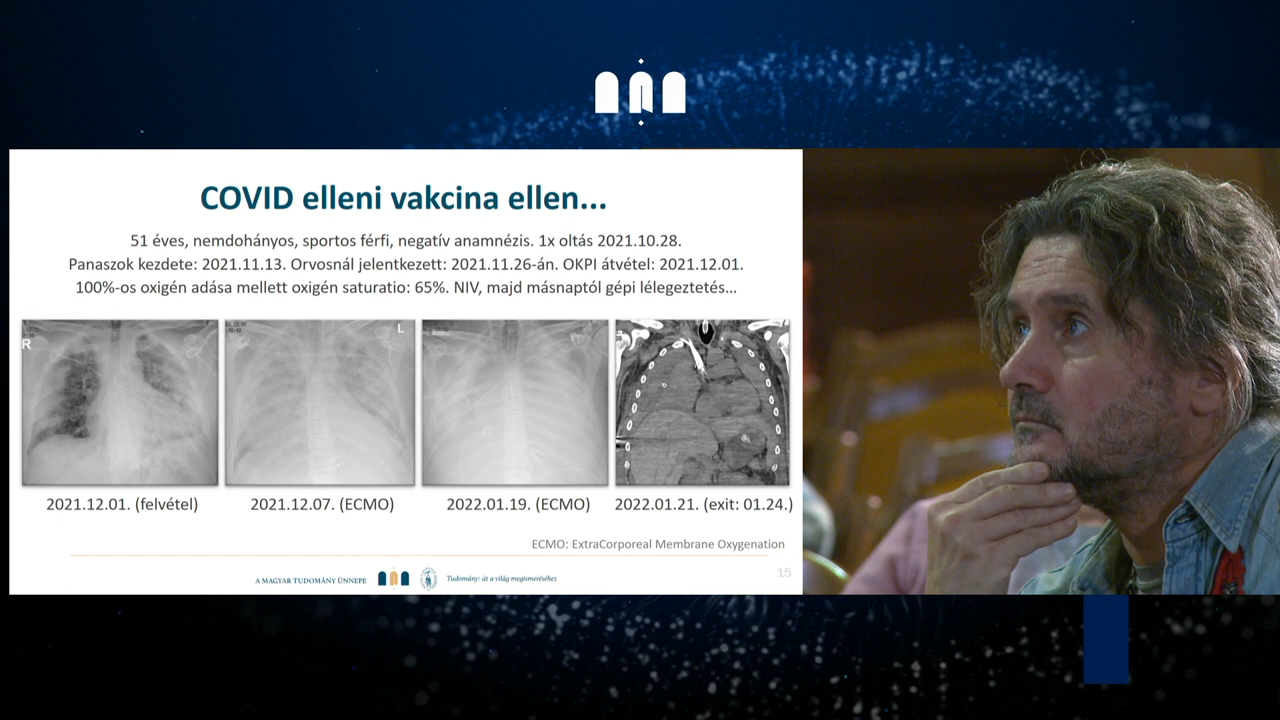 COVID elleni vakcina ellen...
51 éves, nemdohányos, sportos férfi, negatív anamnézis. 1x oltás 2021.10.28.
Panaszok kezdete: 2021.11.13. Orvosnál jelentkezett: 2021.11.26-án. OKPI átvétel: 2021.12.01.
100%-os oxigén adása mellett oxigén saturatio: 65%. NIV, majd másnaptól gépi lélegeztetés…
R
L
2021.12.01. (felvétel)
2021.12.07. (ECMO)
2022.01.19. (ECMO)
2022.01.21. (exit: 01.24.)
ECMO: ExtraCorporeal Membrane Oxygenation
A MAGYAR TUDOMÁNY ÜNNEPE
Tudomány: út a világ megismeréséhez
15